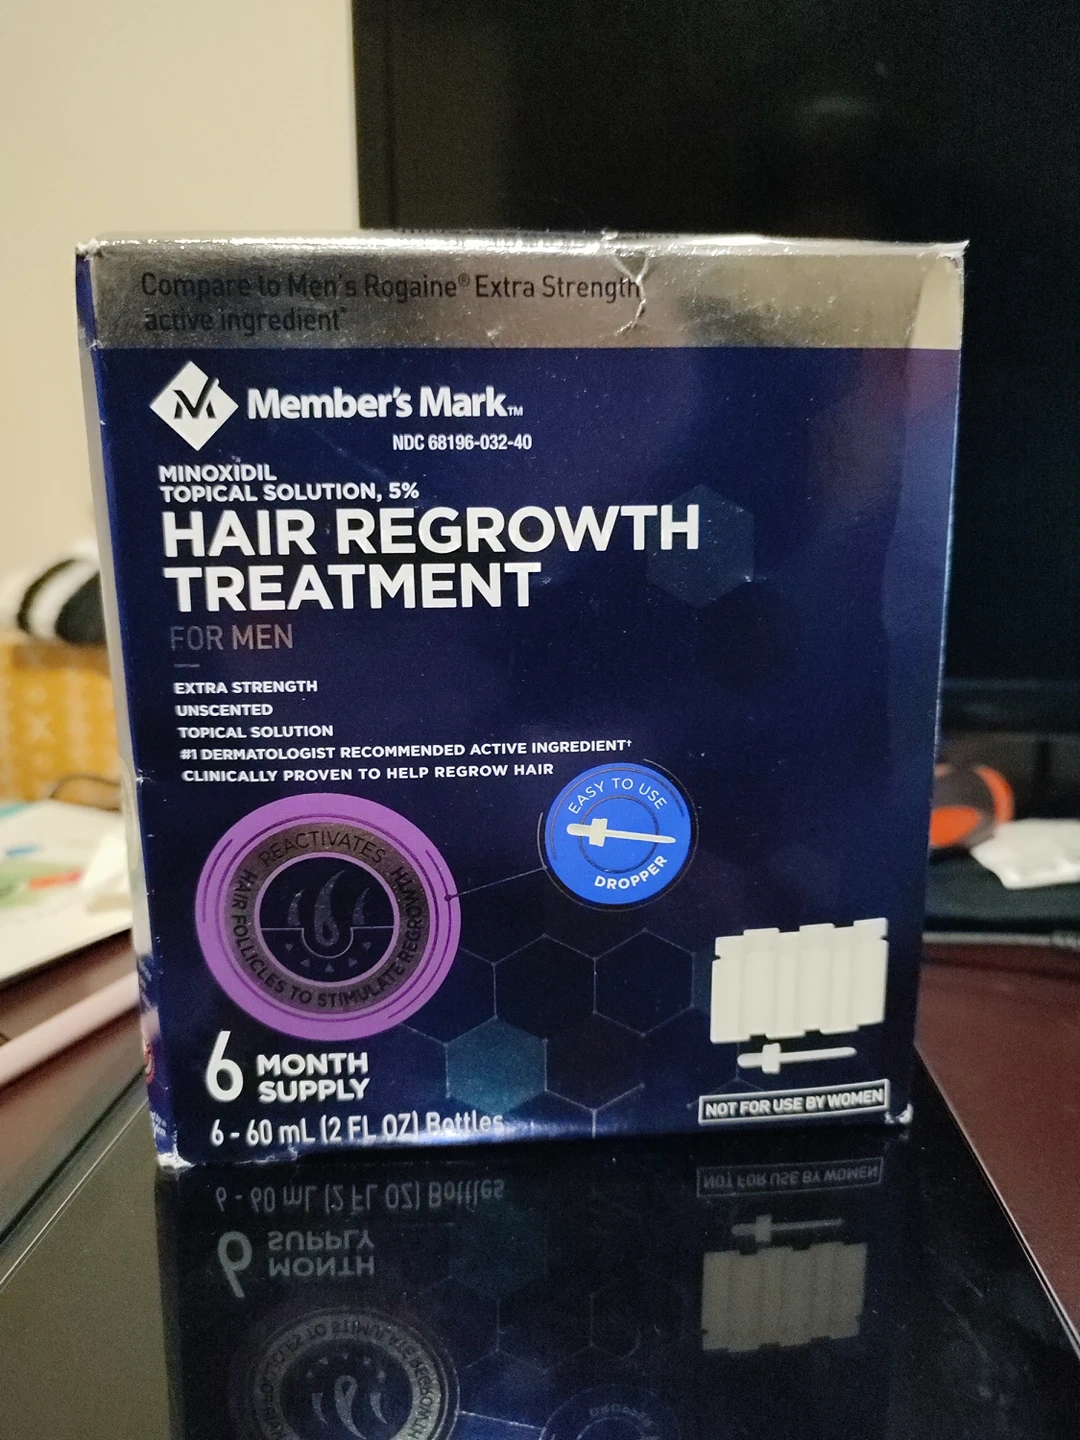 Compare to Men's Rogaine® Extra Strength
active ingredient*
Member's Mark™
NDC 68196-032-40
MINOXIDIL
TOPICAL SOLUTION, 5%
HAIR REGROWTH
TREATMENT
FOR MEN
EXTRA STRENGTH
UNSCENTED
TOPICAL SOLUTION
#1 DERMATOLOGIST RECOMMENDED ACTIVE INGREDIENT†
CLINICALLY PROVEN TO HELP REGROW HAIR
EASY TO USE
DROPPER
REACTIVATES
HAIR FOLLICLES TO STIMULATE REGROWTH
6 MONTH
SUPPLY
6 - 60 mL (2 FL OZ) Bottles
NOT FOR USE BY WOMEN